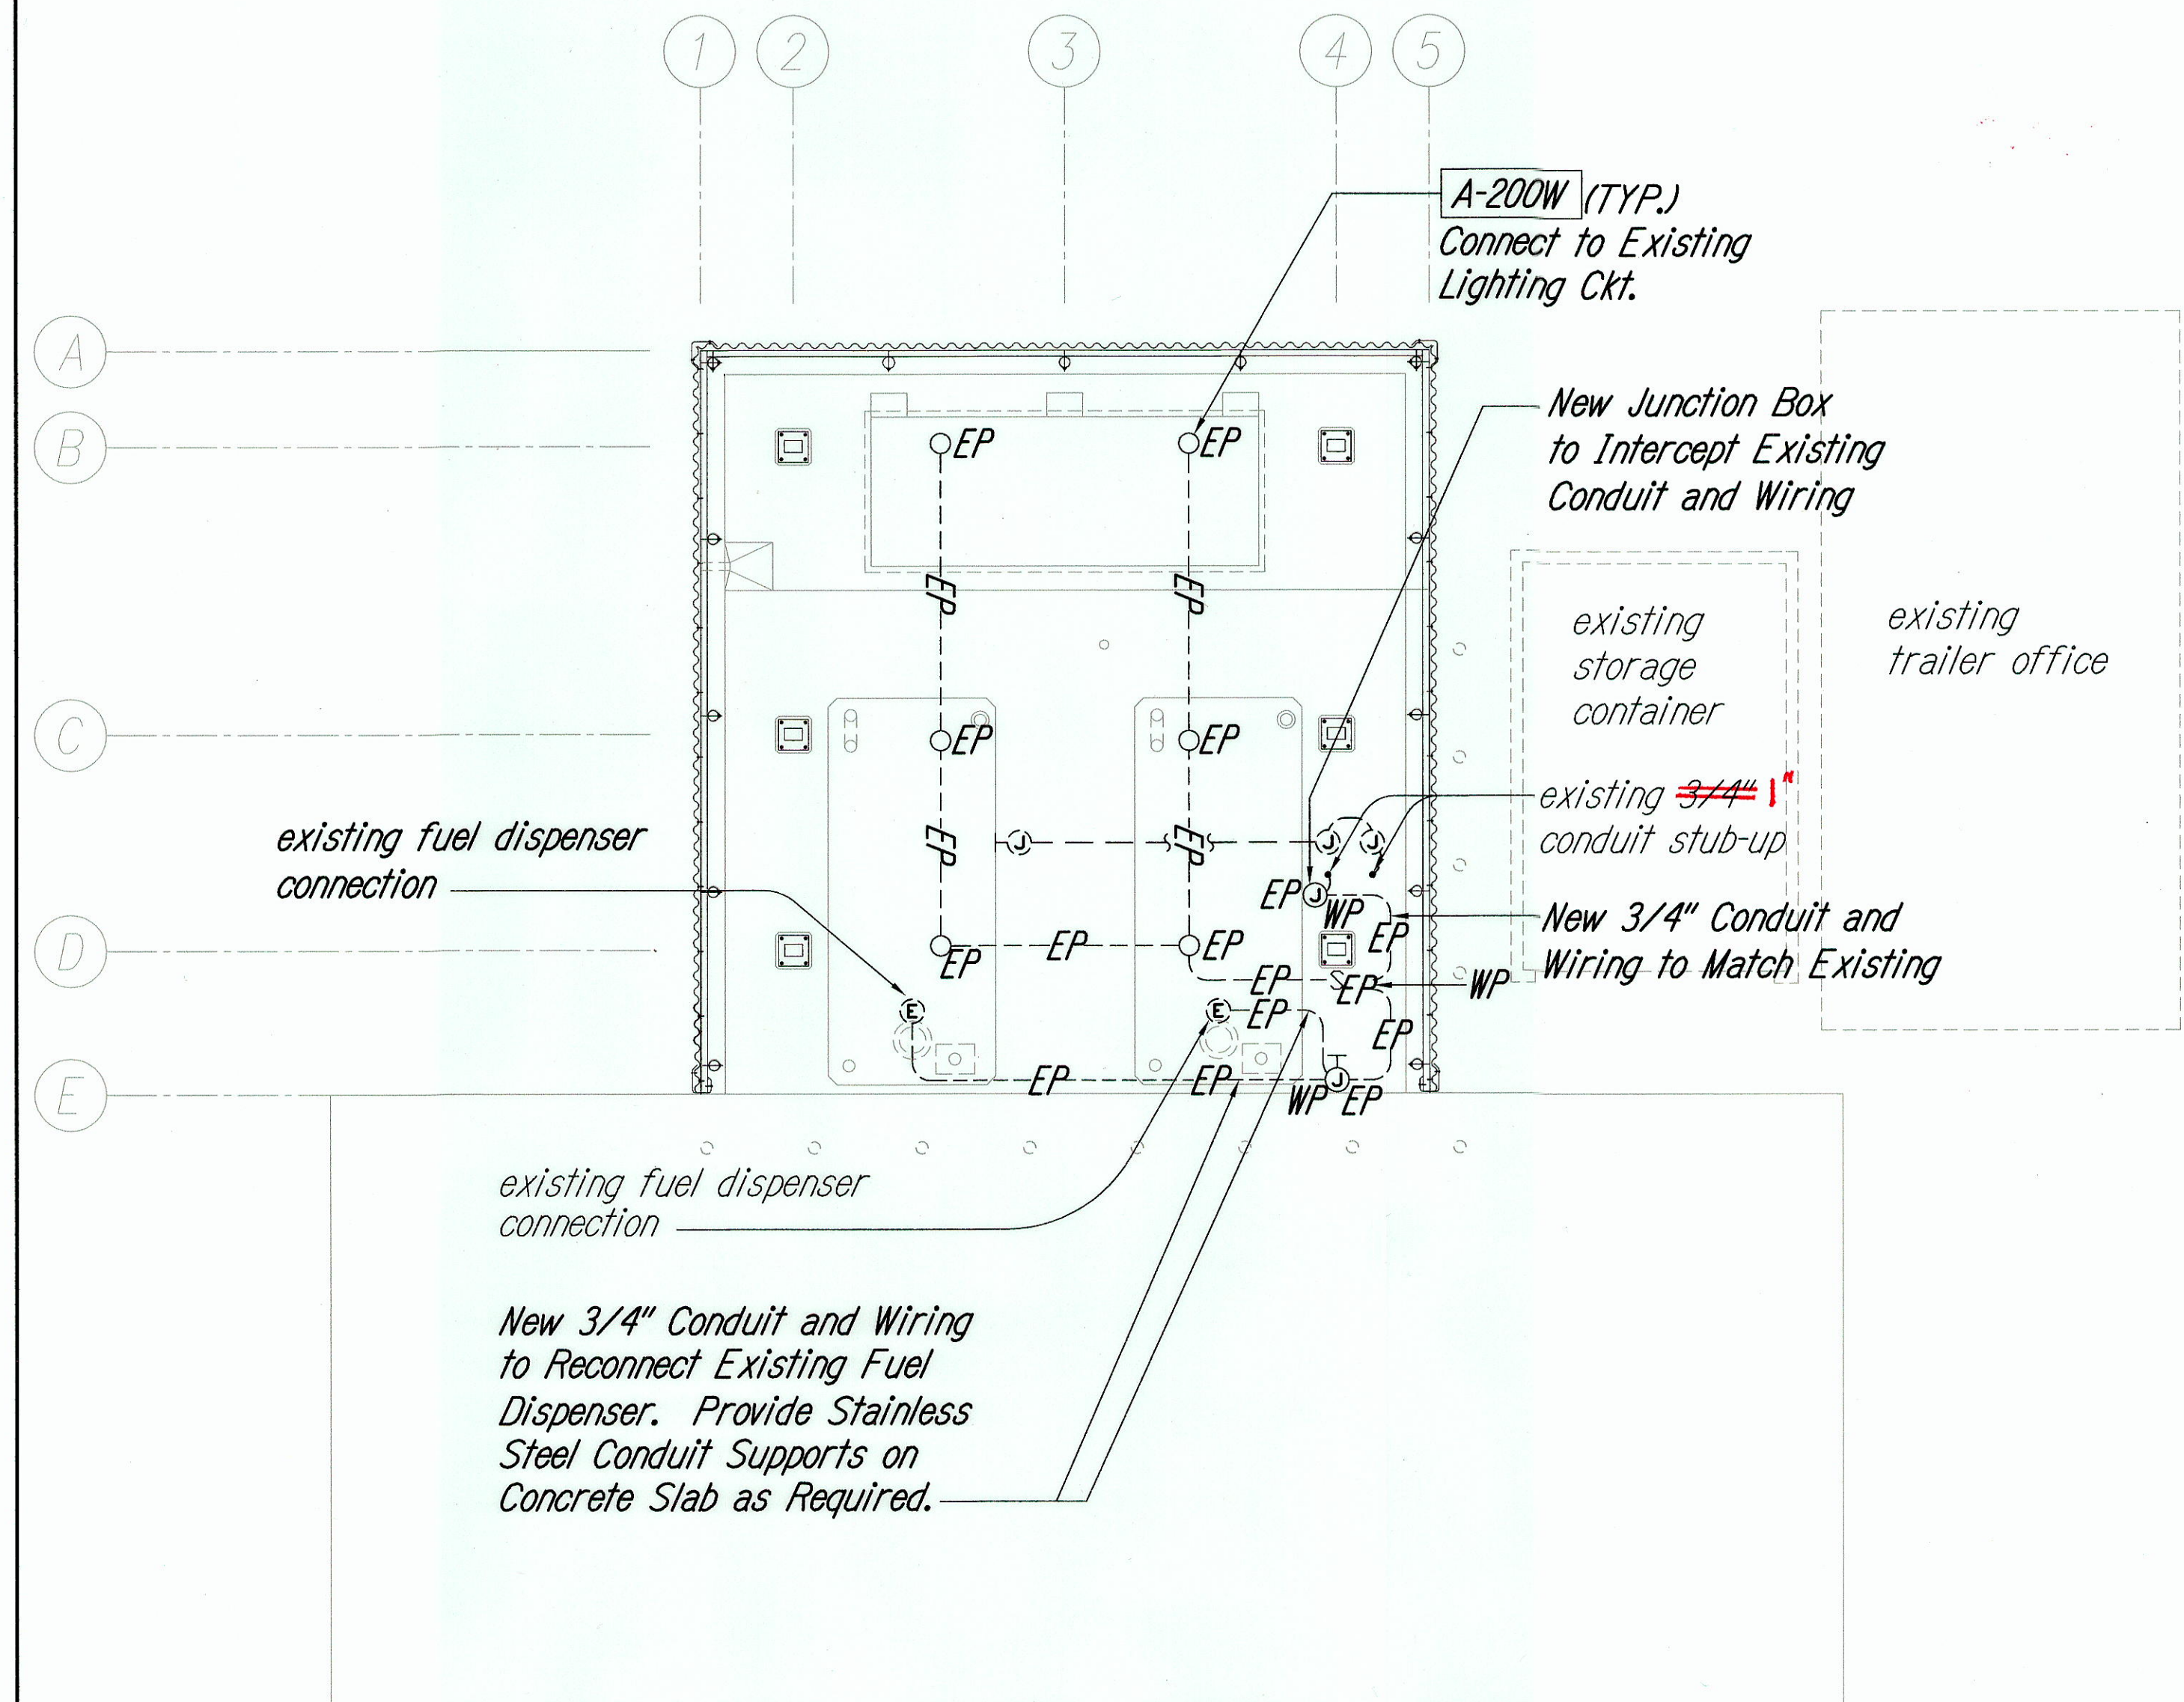 1 2 3 4 5
A-200W (TYP.)
Connect to Existing
Lighting Ckt.
A
New Junction Box
to Intercept Existing
Conduit and Wiring
B
EP EP
EP EP
existing
storage
container
existing
trailer office
C
EP EP
existing 3/4" 1"
conduit stub-up
existing fuel dispenser
connection
EP J EP J J
EP J
WP
New 3/4" Conduit and
Wiring to Match Existing
D
EP EP EP EP
EP S EP WP
E E EP
EP
EP EP J
WP EP
E
existing fuel dispenser
connection
New 3/4" Conduit and Wiring
to Reconnect Existing Fuel
Dispenser. Provide Stainless
Steel Conduit Supports on
Concrete Slab as Required.